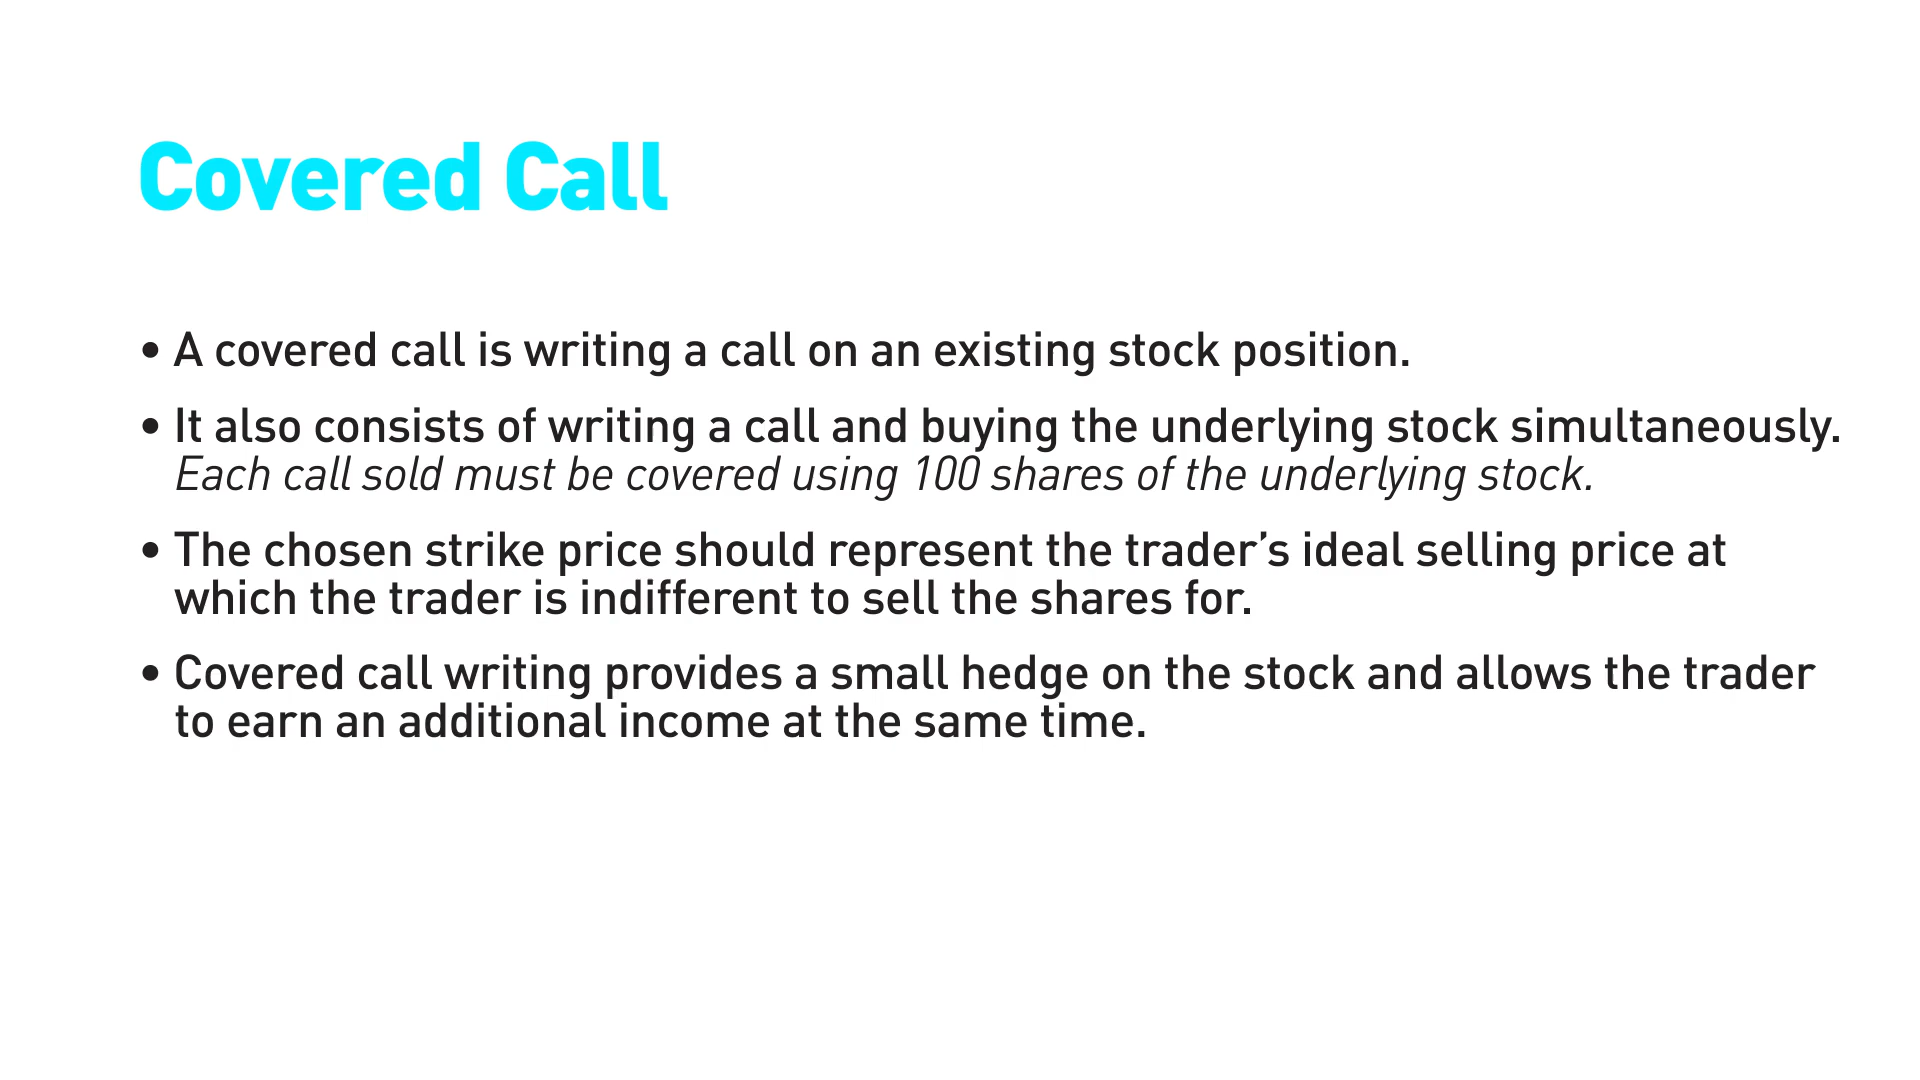 Covered Call
• A covered call is writing a call on an existing stock position.
• It also consists of writing a call and buying the underlying stock simultaneously.
Each call sold must be covered using 100 shares of the underlying stock.
• The chosen strike price should represent the trader’s ideal selling price at
which the trader is indifferent to sell the shares for.
• Covered call writing provides a small hedge on the stock and allows the trader
to earn an additional income at the same time.